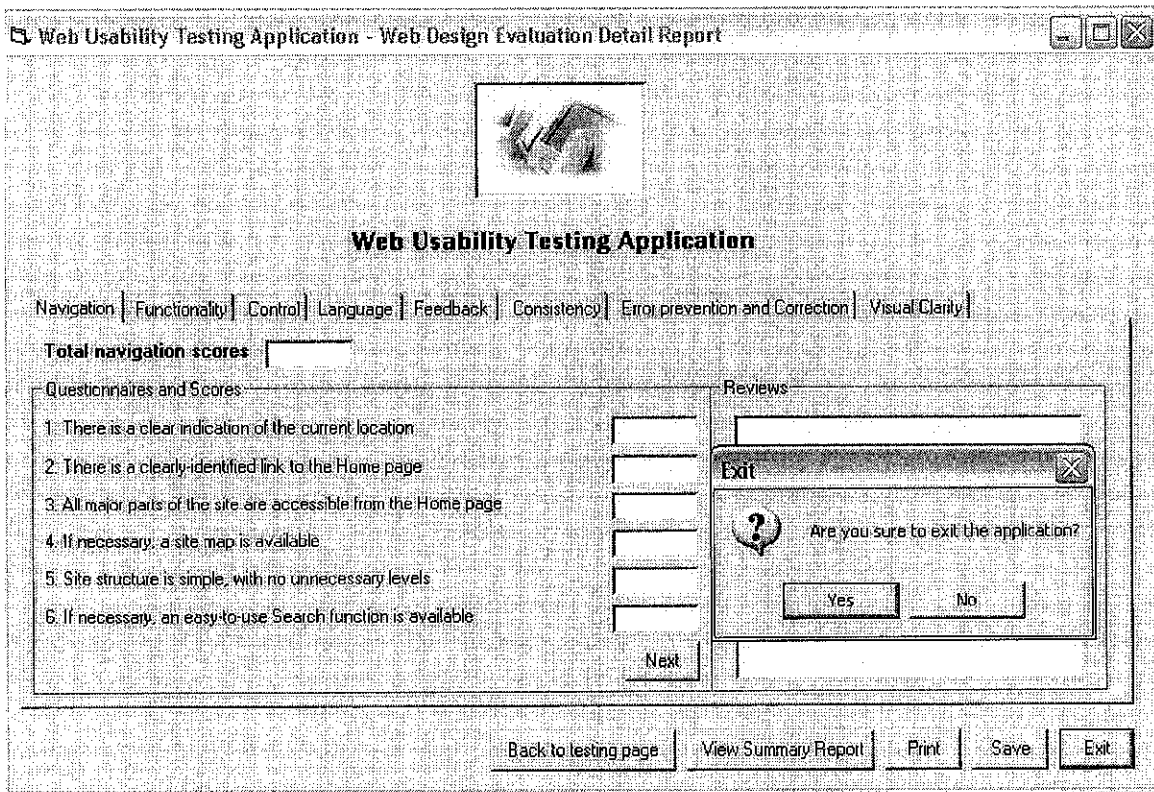 Web Usability Testing Application - Web Design Evaluation Detail Report
Web Usability Testing Application
Navigation Functionality Control Language Feedback Consistency Error prevention and Correction Visual Clarity
Total navigation scores
Questionnaires and Scores
Reviews
1. There is a clear indication of the current location
2. There is a clearly-identified link to the Home page
3. All major parts of the site are accessible from the Home page
4. If necessary, a site map is available
5. Site structure is simple, with no unnecessary levels
6. If necessary, an easy-to-use Search function is available
Next
Exit
Are you sure to exit the application?
Yes No
Back to testing page View Summary Report Print Save Exit